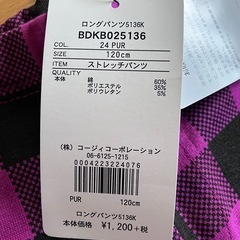 ロングパンツ5136K
BDKB025136
COL. 24 PUR
SIZE 120cm
ITEM ストレッチパンツ
QUALITY
本体 綿 60%
ポリエステル 35%
ポリウレタン 5%
(株) コージィコーポレーション
06-6125-1215
0004223224076
PUR 120cm
ロングパンツ5136K
本体価格 ¥1,200+税